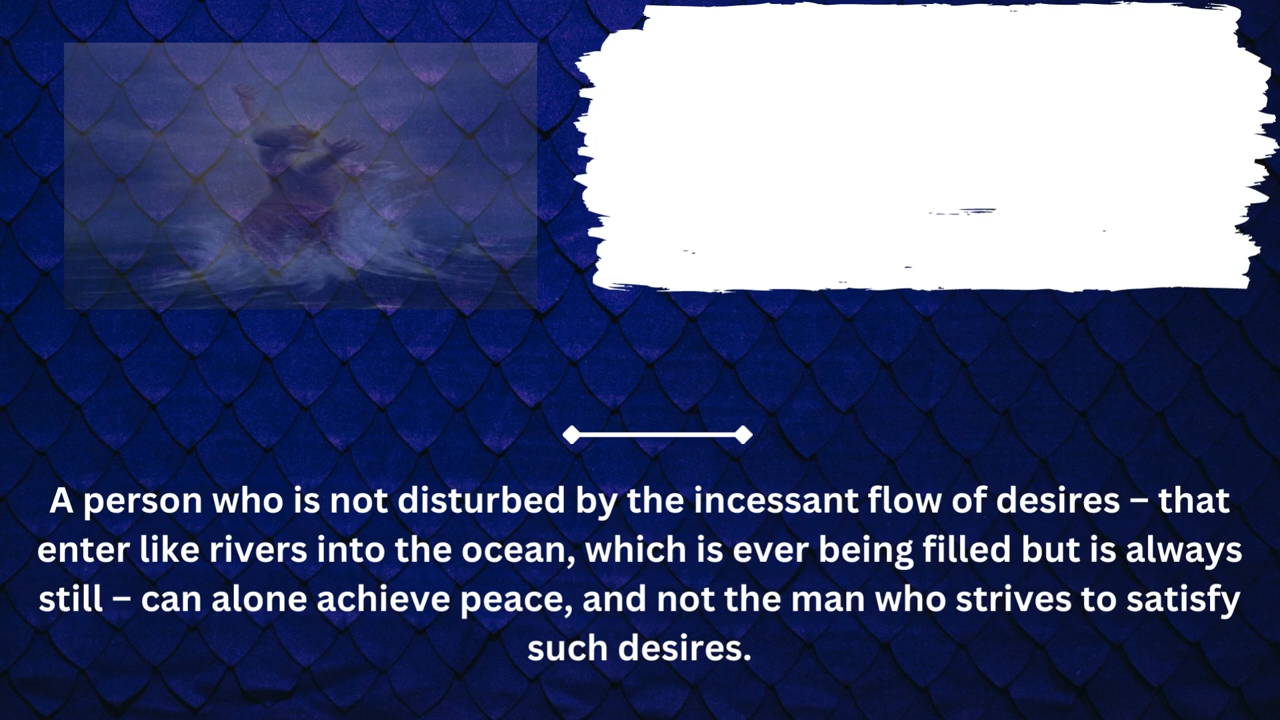 A person who is not disturbed by the incessant flow of desires – that
enter like rivers into the ocean, which is ever being filled but is always
still – can alone achieve peace, and not the man who strives to satisfy
such desires.